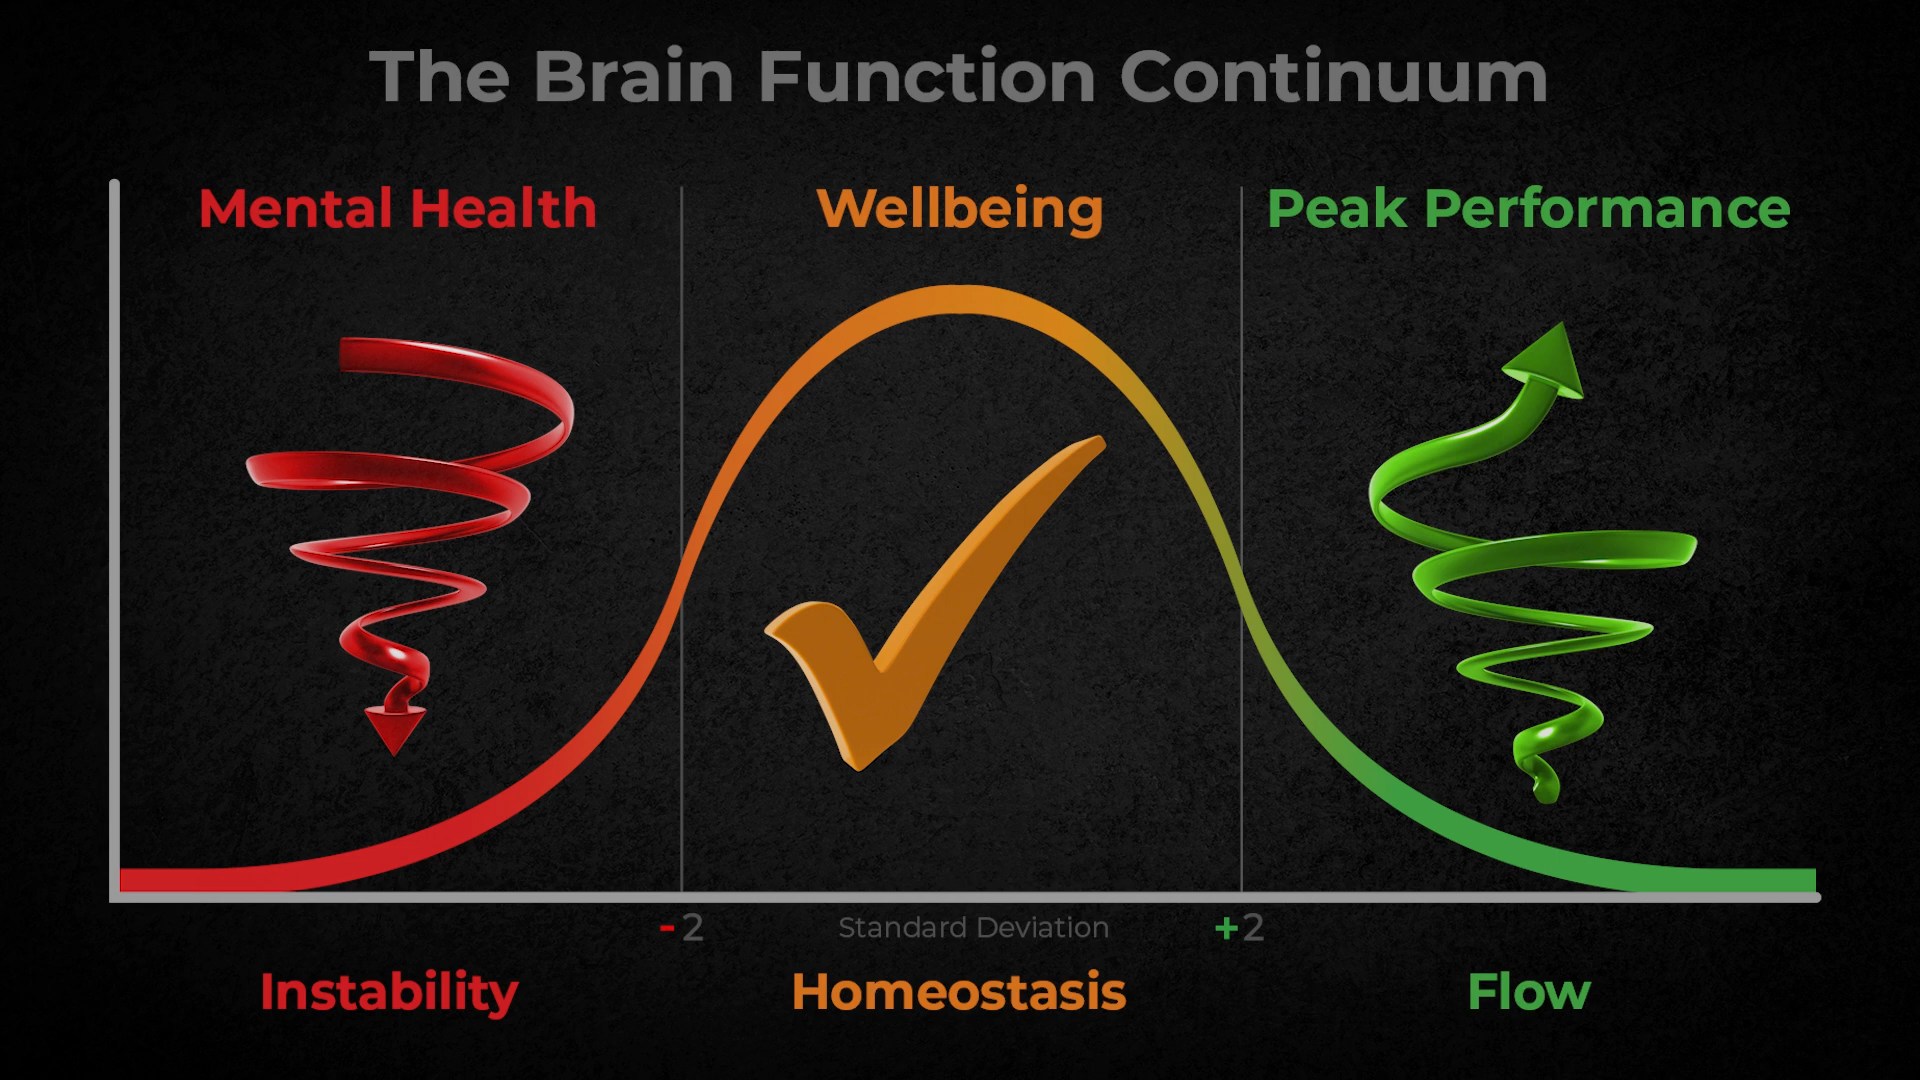 The Brain Function Continuum
Mental Health
Wellbeing
Peak Performance
-2
Standard Deviation
+2
Instability
Homeostasis
Flow